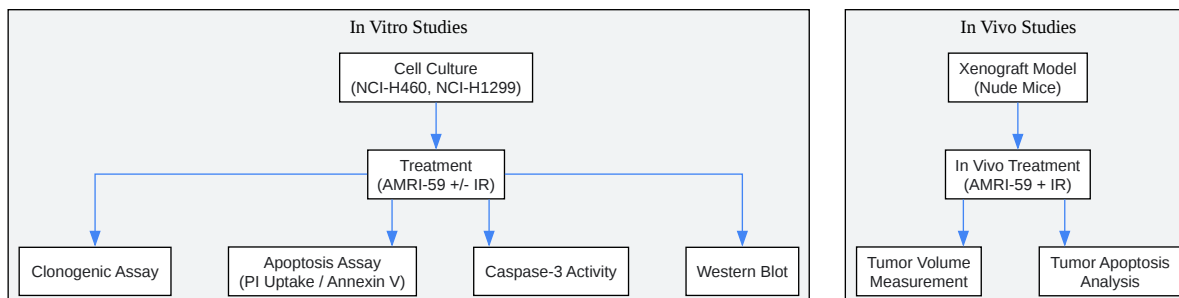 In Vitro Studies
Cell Culture
(NCI-H460, NCI-H1299)
Treatment
(AMRI-59 +/- IR)
Clonogenic Assay
Apoptosis Assay
(PI Uptake / Annexin V)
Caspase-3 Activity
Western Blot
In Vivo Studies
Xenograft Model
(Nude Mice)
In Vivo Treatment
(AMRI-59 + IR)
Tumor Volume
Measurement
Tumor Apoptosis
Analysis